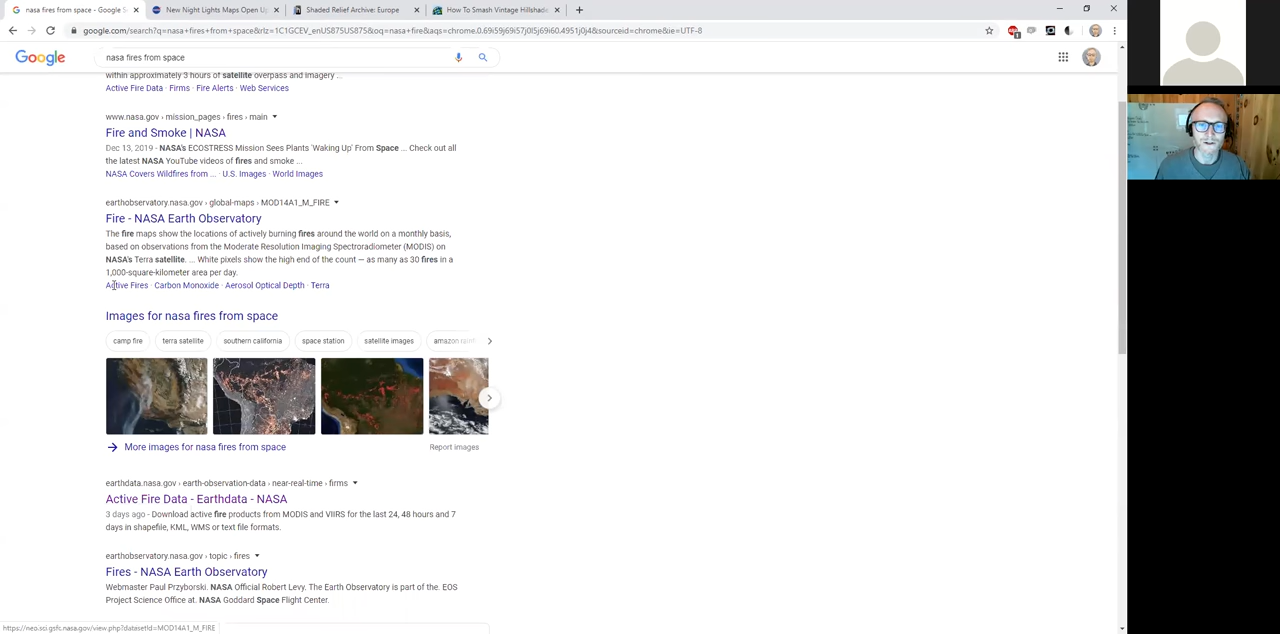 nasa fires from space - Google S
New Night Lights Maps Open Up
Shaded Relief Archive: Europe
How To Smash Vintage Hillshade
google.com/search?q=nasa+fires+from+space&rlz=1C1GCEV_enUS875US875&oq=nasa+fire&aqs=chrome.0.69i59j69i57j0l5j69i60.4951j0j4&sourceid=chrome&ie=UTF-8
Google
nasa fires from space
within approximately 3 hours of satellite overpass and imagery ...
Active Fire Data · Firms · Fire Alerts · Web Services
www.nasa.gov › mission_pages › fires › main
Fire and Smoke | NASA
Dec 13, 2019 - NASA's ECOSTRESS Mission Sees Plants 'Waking Up' From Space ... Check out all
the latest NASA YouTube videos of fires and smoke ...
NASA Covers Wildfires from ... · U.S. Images · World Images
earthobservatory.nasa.gov › global-maps › MOD14A1_M_FIRE
Fire - NASA Earth Observatory
The fire maps show the locations of actively burning fires around the world on a monthly basis,
based on observations from the Moderate Resolution Imaging Spectroradiometer (MODIS) on
NASA's Terra satellite. ... White pixels show the high end of the count — as many as 30 fires in a
1,000-square-kilometer area per day.
Active Fires · Carbon Monoxide · Aerosol Optical Depth · Terra
Images for nasa fires from space
camp fire
terra satellite
southern california
space station
satellite images
amazon rain
More images for nasa fires from space
Report images
earthdata.nasa.gov › earth-observation-data › near-real-time › firms
Active Fire Data - Earthdata - NASA
3 days ago - Download active fire products from MODIS and VIIRS for the last 24, 48 hours and 7
days in shapefile, KML, WMS or text file formats.
earthobservatory.nasa.gov › topic › fires
Fires - NASA Earth Observatory
Webmaster Paul Przyborski. NASA Official Robert Levy. The Earth Observatory is part of the. EOS
Project Science Office at. NASA Goddard Space Flight Center.
https://neo.sci.gsfc.nasa.gov/view.php?datasetId=MOD14A1_M_FIRE